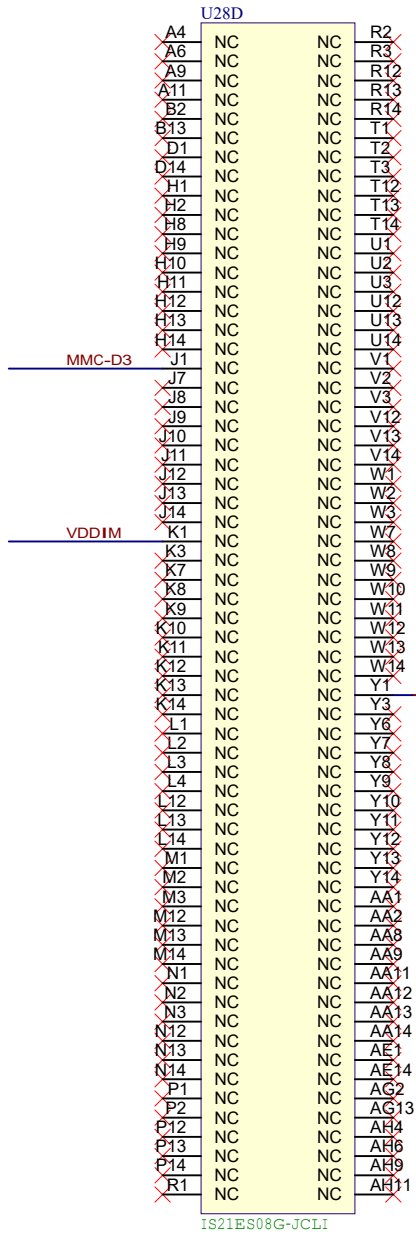 U28D
A4 NC NC R2
A6 NC NC R3
A9 NC NC R12
A11 NC NC R13
B2 NC NC R14
B13 NC NC T1
D1 NC NC T2
D14 NC NC T3
H1 NC NC T12
H2 NC NC T13
H8 NC NC T14
H9 NC NC U1
H10 NC NC U2
H11 NC NC U3
H12 NC NC U12
H13 NC NC U13
H14 NC NC U14
MMC-D3 J1 NC NC V1
J7 NC NC V2
J8 NC NC V3
J9 NC NC V12
J10 NC NC V13
J11 NC NC V14
J12 NC NC W1
J13 NC NC W2
J14 NC NC W3
VDDIM K1 NC NC W7
K3 NC NC W8
K7 NC NC W9
K8 NC NC W10
K9 NC NC W11
K10 NC NC W12
K11 NC NC W13
K12 NC NC W14
K13 NC NC Y1
K14 NC NC Y3
L1 NC NC Y6
L2 NC NC Y7
L3 NC NC Y8
L4 NC NC Y9
L12 NC NC Y10
L13 NC NC Y11
L14 NC NC Y12
M1 NC NC Y13
M2 NC NC Y14
M3 NC NC AA1
M12 NC NC AA2
M13 NC NC AA8
M14 NC NC AA9
N1 NC NC AA11
N2 NC NC AA12
N3 NC NC AA13
N12 NC NC AA14
N13 NC NC AE1
N14 NC NC AE14
P1 NC NC AG2
P2 NC NC AG13
P12 NC NC AH4
P13 NC NC AH6
P14 NC NC AH9
R1 NC NC AH11
IS21ES08G-JCLI